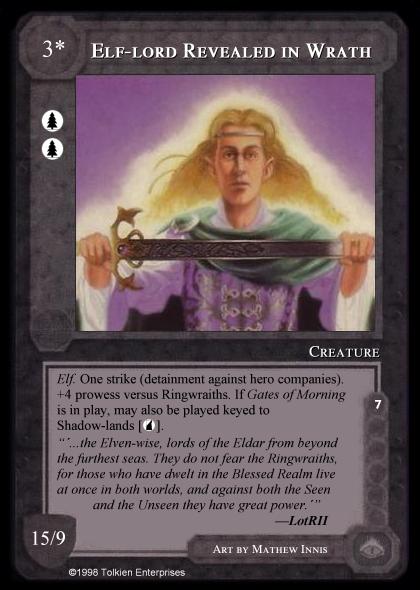 3*
Elf-lord Revealed in Wrath
Creature
Elf. One strike (detainment against hero companies).
+4 prowess versus Ringwraiths. If Gates of Morning
is in play, may also be played keyed to
Shadow-lands [ ].
7
“´...the Elven-wise, lords of the Eldar from beyond
the furthest seas. They do not fear the Ringwraiths,
for those who have dwelt in the Blessed Realm live
at once in both worlds, and against both the Seen
and the Unseen they have great power.´”
—LotRII
15/9
Art by Mathew Innis
©1998 Tolkien Enterprises